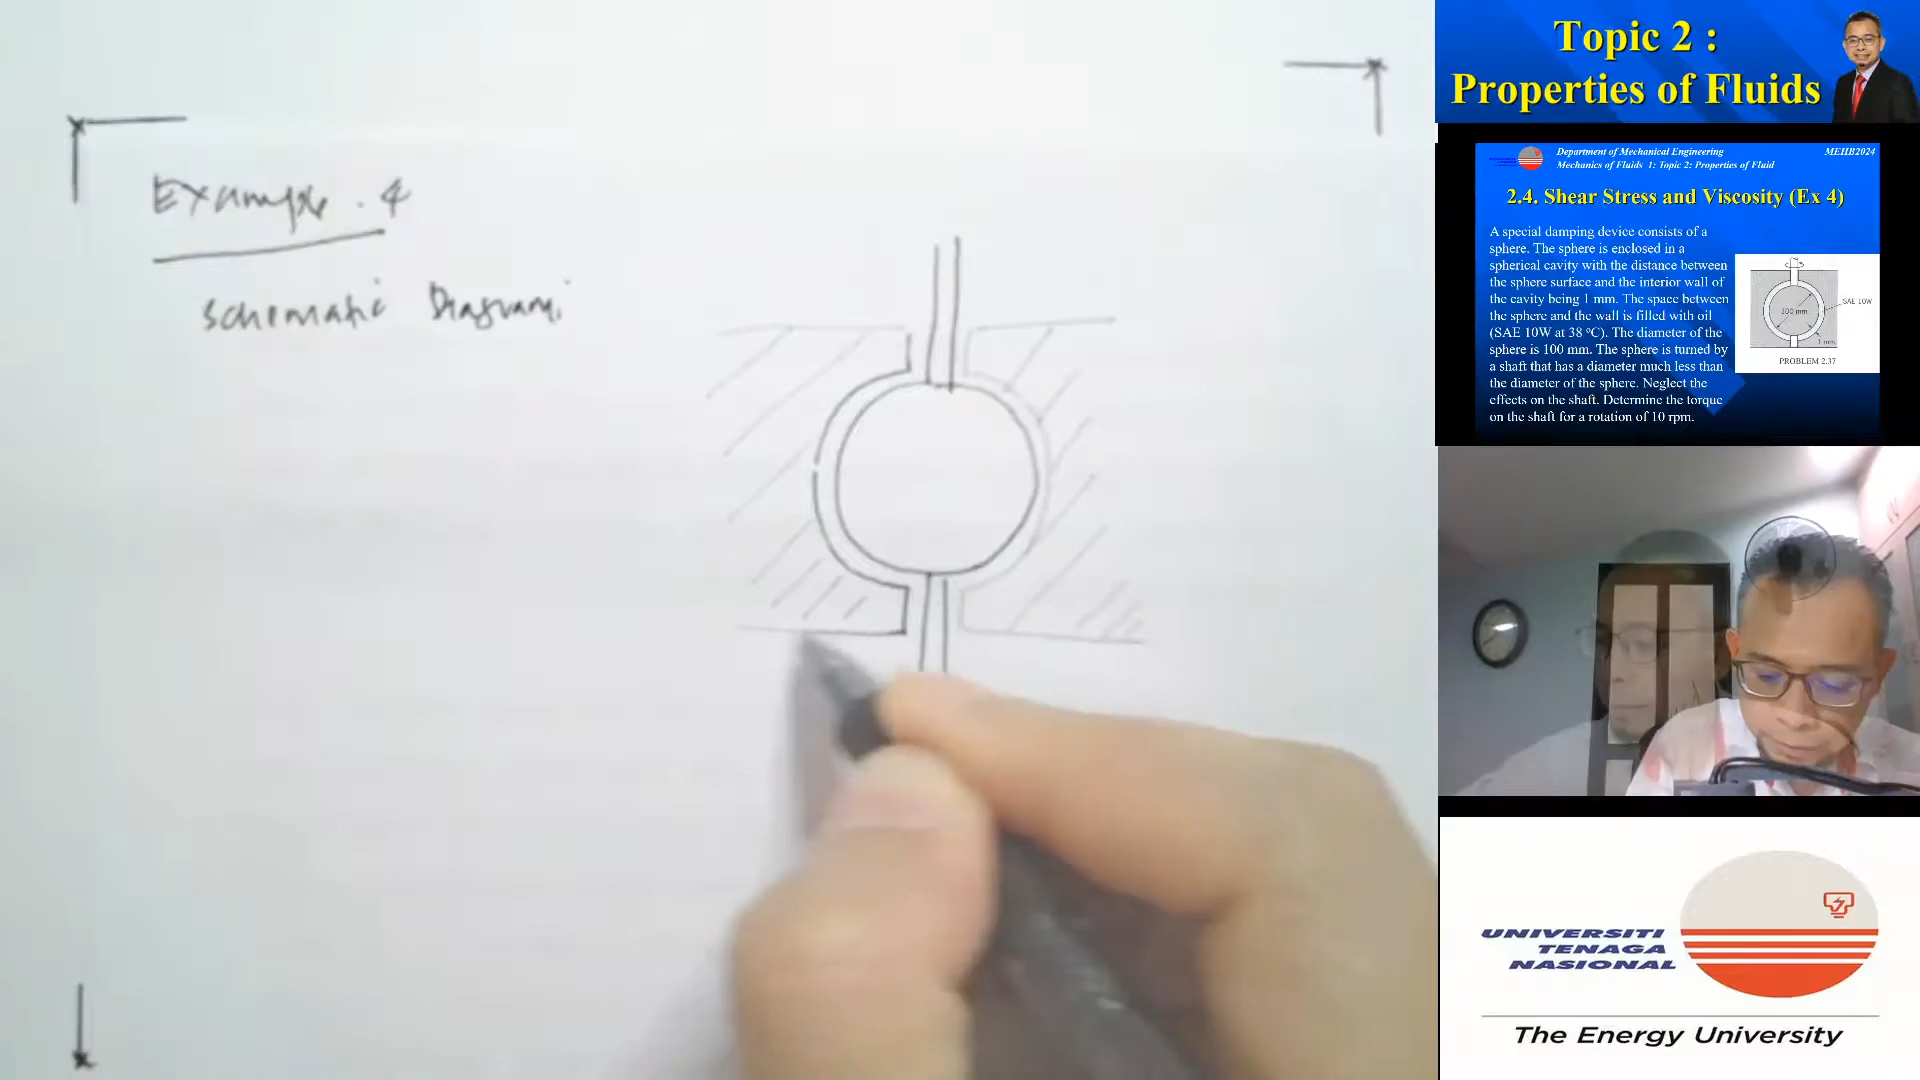 Example . 4
Schematic Diagram:
Topic 2 :
Properties of Fluids
Department of Mechanical Engineering
MEHB2024
Mechanics of Fluids 1: Topic 2: Properties of Fluid
2.4. Shear Stress and Viscosity (Ex 4)
A special damping device consists of a
sphere. The sphere is enclosed in a
spherical cavity with the distance between
the sphere surface and the interior wall of
the cavity being 1 mm. The space between
the sphere and the wall is filled with oil
(SAE 10W at 38 °C). The diameter of the
sphere is 100 mm. The sphere is turned by
a shaft that has a diameter much less than
the diameter of the sphere. Neglect the
effects on the shaft. Determine the torque
on the shaft for a rotation of 10 rpm.
SAE 10W
100 mm
1 mm
PROBLEM 2.37
UNIVERSITI
TENAGA
NASIONAL
The Energy University